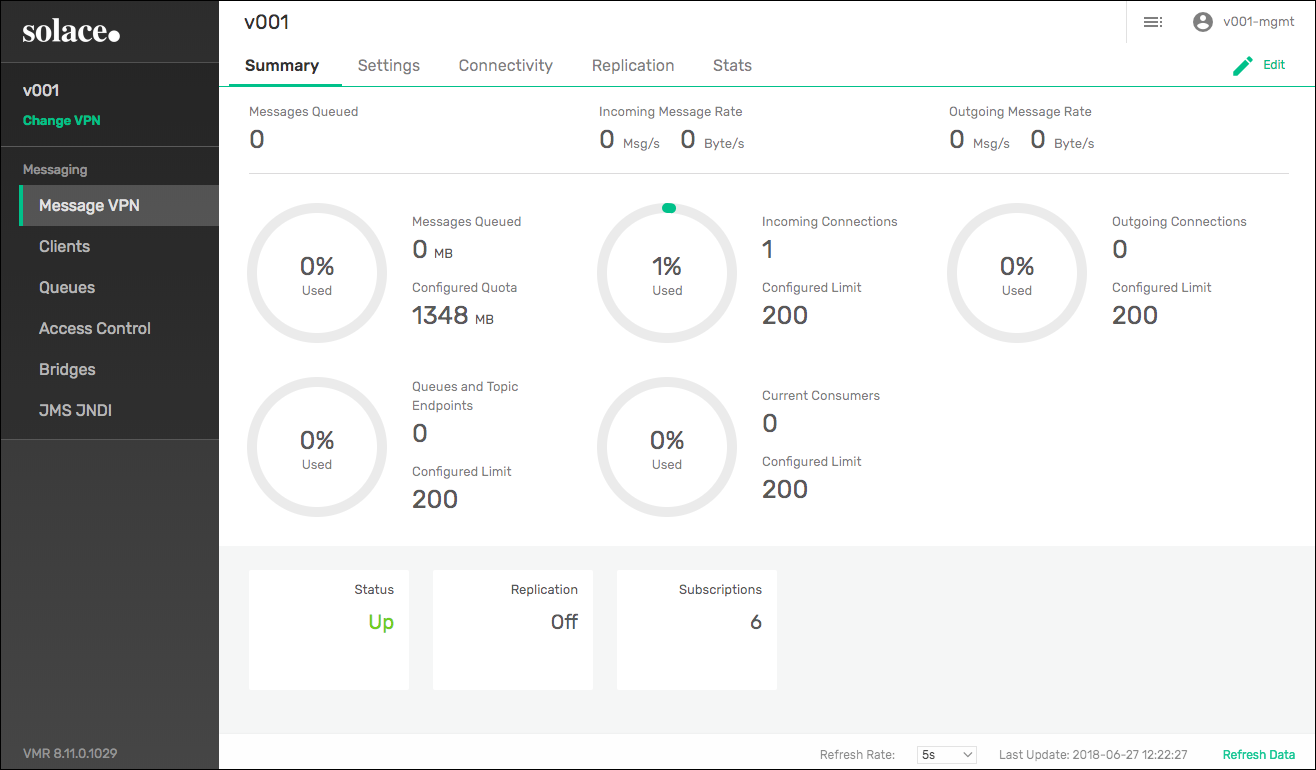 solace.
v001
Change VPN
Messaging
Message VPN
Clients
Queues
Access Control
Bridges
JMS JNDI
VMR 8.11.0.1029
v001
v001-mgmt
Summary Settings Connectivity Replication Stats
Edit
Messages Queued
0
Incoming Message Rate
0 Msg/s 0 Byte/s
Outgoing Message Rate
0 Msg/s 0 Byte/s
0%
Used
Messages Queued
0 MB
Configured Quota
1348 MB
1%
Used
Incoming Connections
1
Configured Limit
200
0%
Used
Outgoing Connections
0
Configured Limit
200
0%
Used
Queues and Topic
Endpoints
0
Configured Limit
200
0%
Used
Current Consumers
0
Configured Limit
200
Status
Up
Replication
Off
Subscriptions
6
Refresh Rate: 5s Last Update: 2018-06-27 12:22:27 Refresh Data